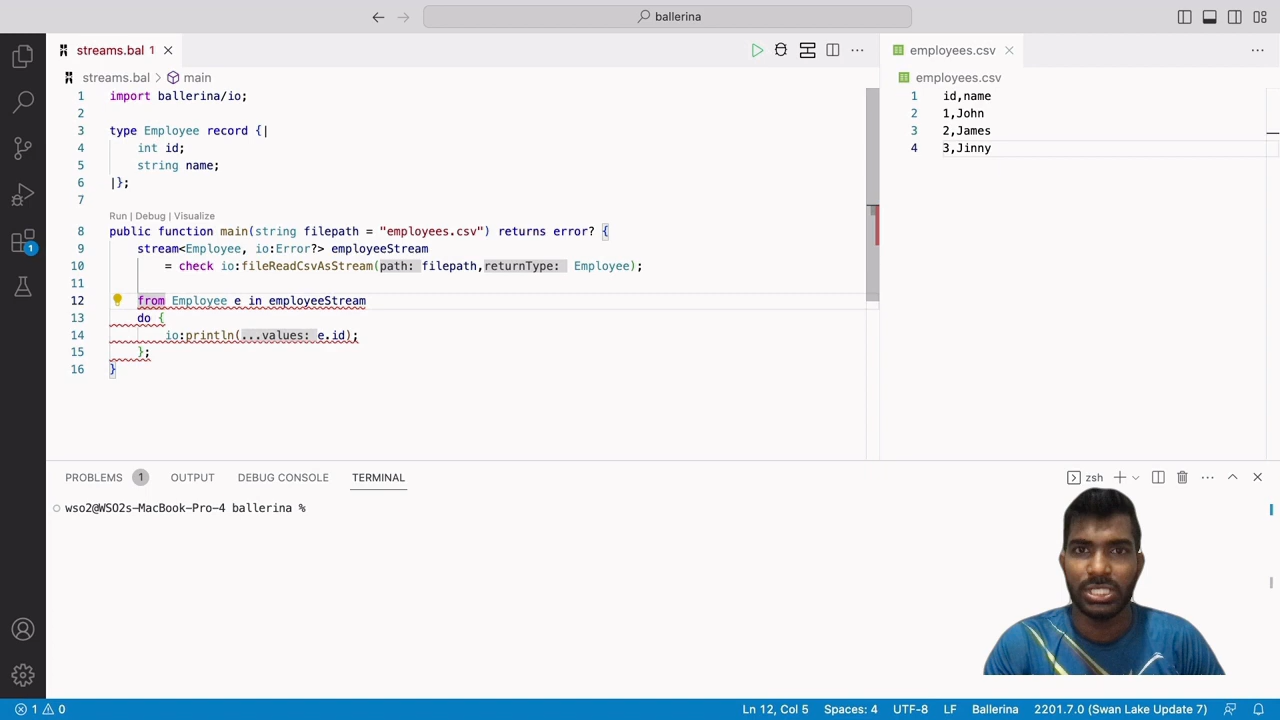 ballerina
streams.bal 1
employees.csv
streams.bal > main
employees.csv
1 import ballerina/io;
2
3 type Employee record {|
4 int id;
5 string name;
6 |};
7
Run | Debug | Visualize
8 public function main(string filepath = "employees.csv") returns error? {
9 stream<Employee, io:Error?> employeeStream
10 = check io:fileReadCsvAsStream(path: filepath,returnType: Employee);
11
12 from Employee e in employeeStream
13 do {
14 io:println(...values: e.id);
15 };
16 }
1 id,name
2 1,John
3 2,James
4 3,Jinny
1
PROBLEMS 1 OUTPUT DEBUG CONSOLE TERMINAL
zsh
wso2@WSO2s-MacBook-Pro-4 ballerina %
1 0
Ln 12, Col 5 Spaces: 4 UTF-8 LF Ballerina 2201.7.0 (Swan Lake Update 7)